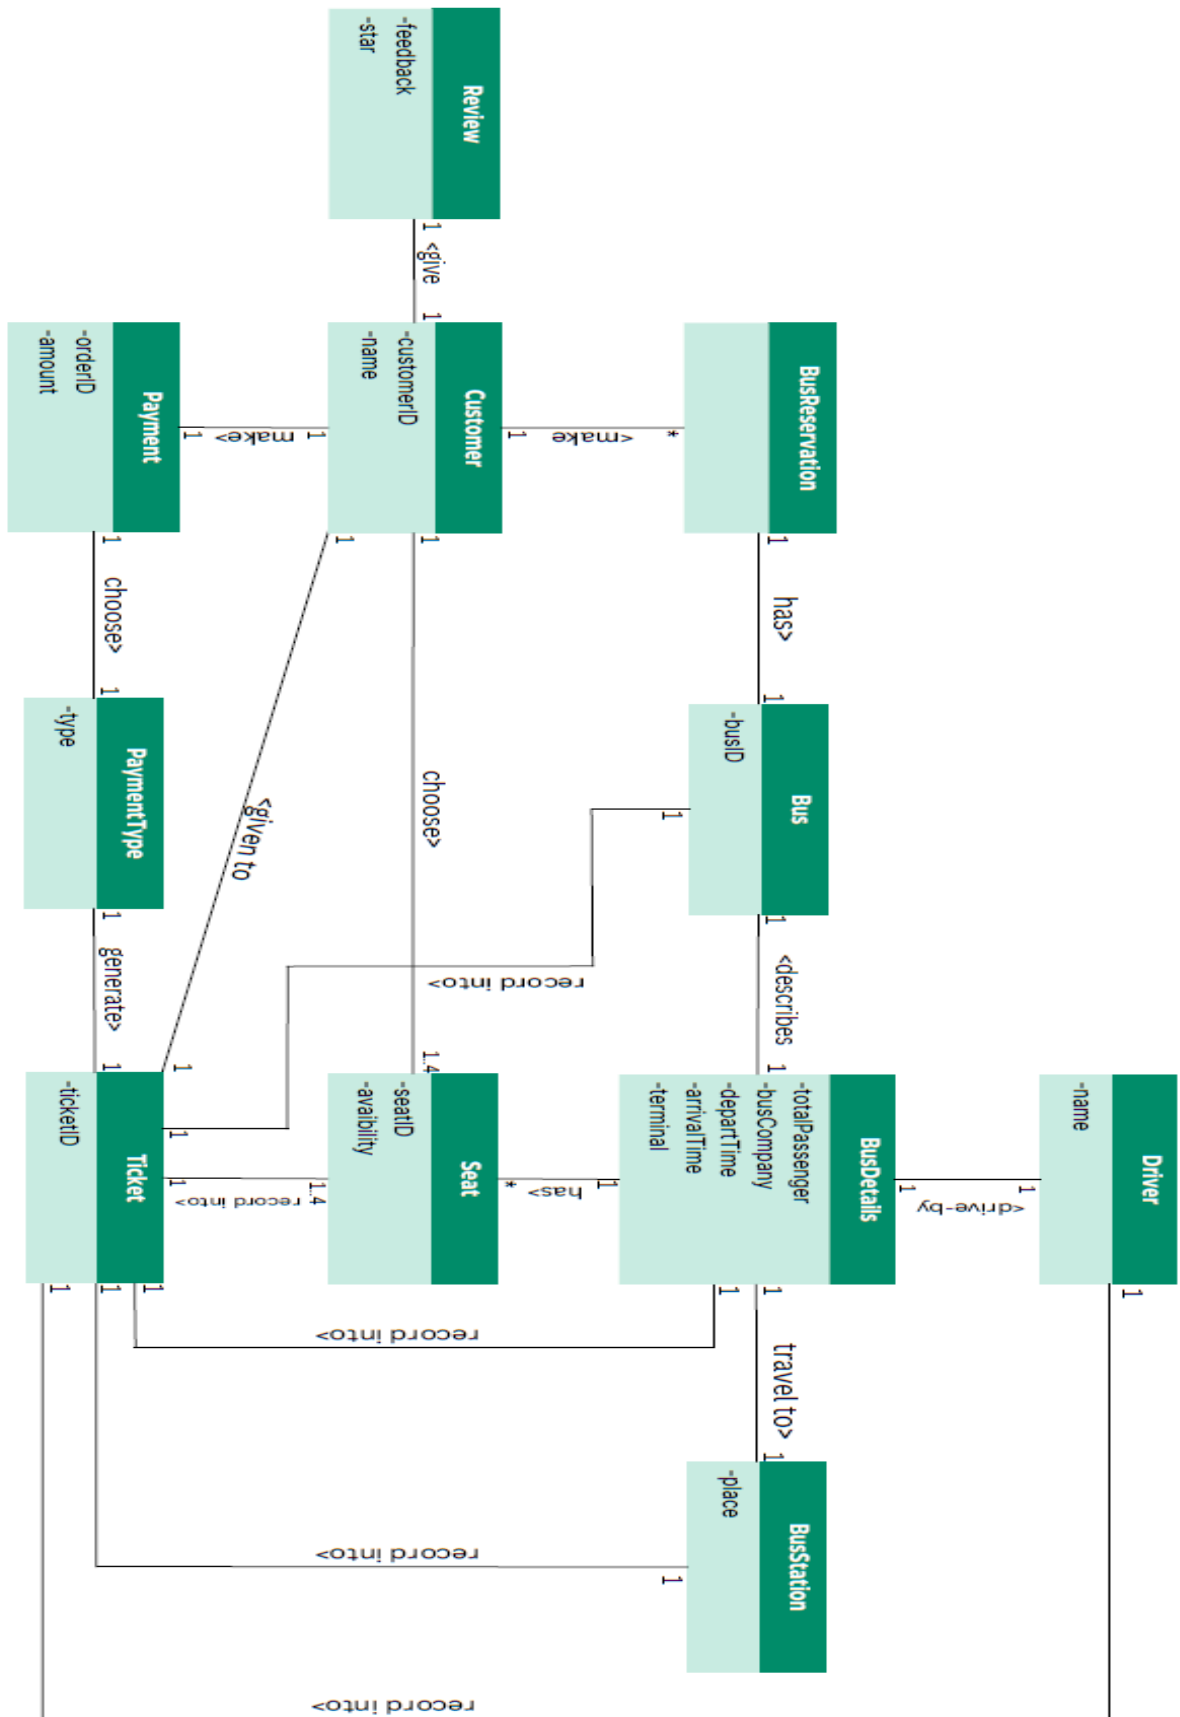 Driver
-name
1
1
<drive-by
1
BusReservation
1
has>
1
Bus
-busID
1
<describes
1
BusDetails
-totalPassenger
-busCompany
-departTime
-arrivalTime
-terminal
1
travel to>
1
BusStation
-place
*
<make
1
1
1
has>
*
1
1
Review
-feedback
-star
1
<give
1
Customer
-customerID
-name
1
choose>
1..4
Seat
-seatID
-avaibility
record into>
record into>
record into>
record into>
1
make>
1
1
<given to
1
1..4
record into>
1
1
Payment
-orderID
-amount
1
choose>
1
PaymentType
-type
1
generate>
1
Ticket
-ticketID
1
1
1